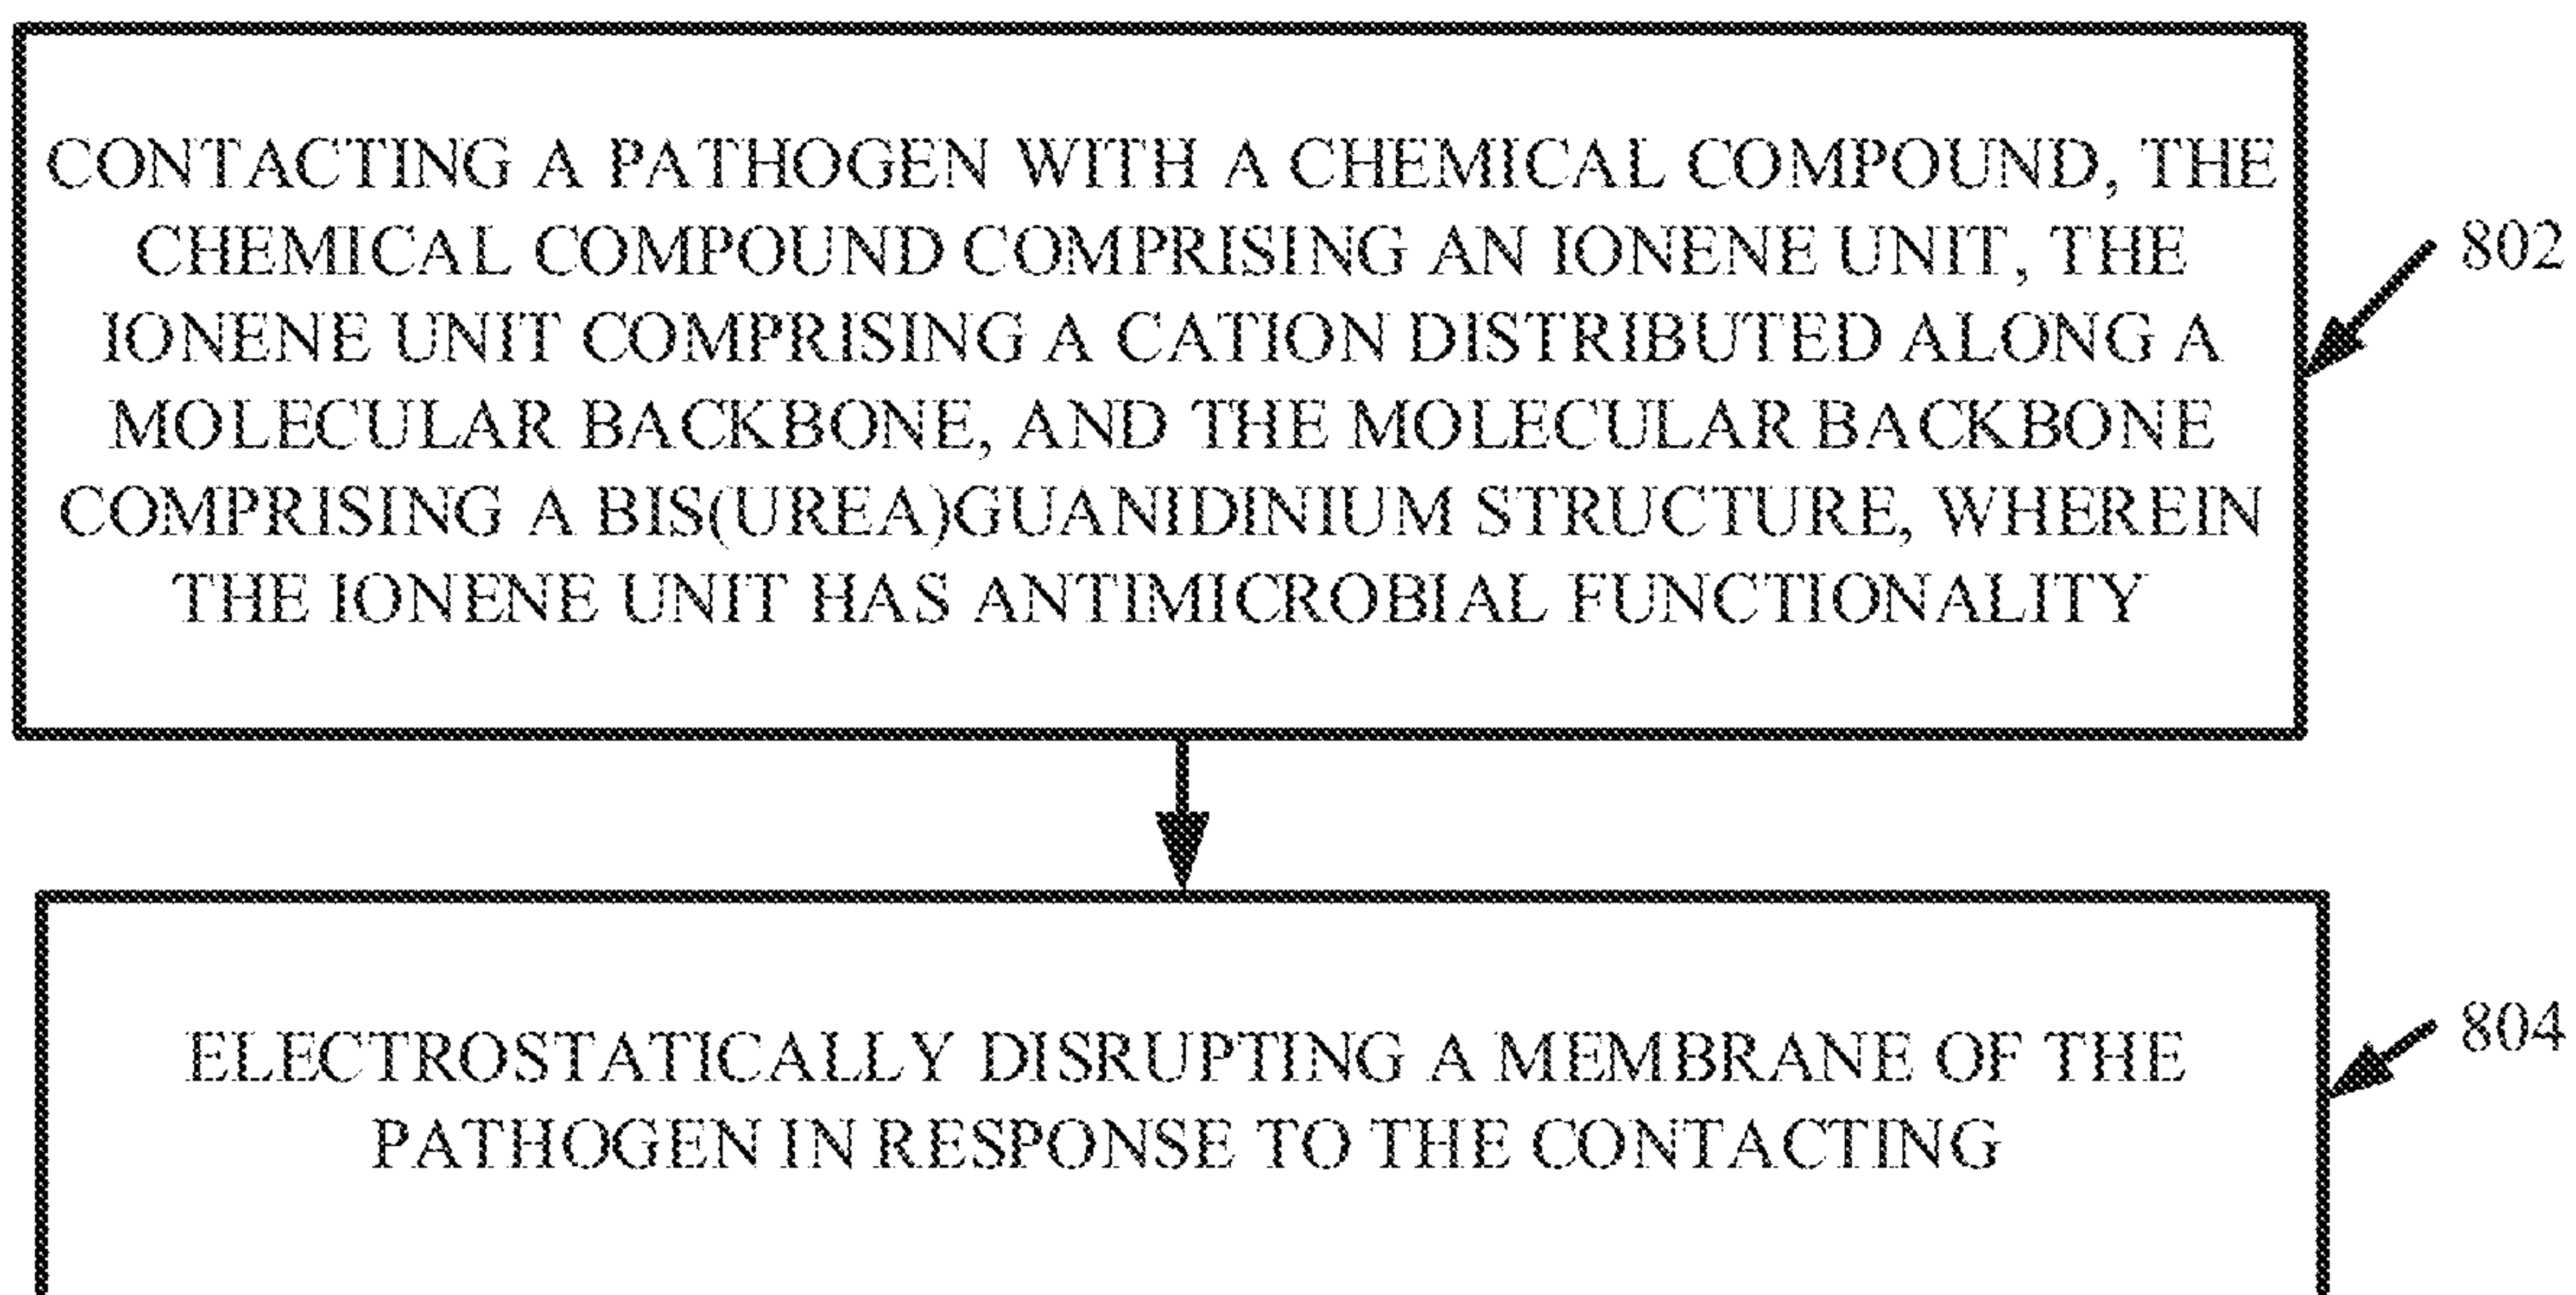 CONTACTING A PATHOGEN WITH A CHEMICAL COMPOUND, THE
CHEMICAL COMPOUND COMPRISING AN IONENE UNIT, THE
IONENE UNIT COMPRISING A CATION DISTRIBUTED ALONG A
MOLECULAR BACKBONE, AND THE MOLECULAR BACKBONE
COMPRISING A BIS(UREA)GUANIDINIUM STRUCTURE, WHEREIN
THE IONENE UNIT HAS ANTIMICROBIAL FUNCTIONALITY
802
ELECTROSTATICALLY DISRUPTING A MEMBRANE OF THE
PATHOGEN IN RESPONSE TO THE CONTACTING
804